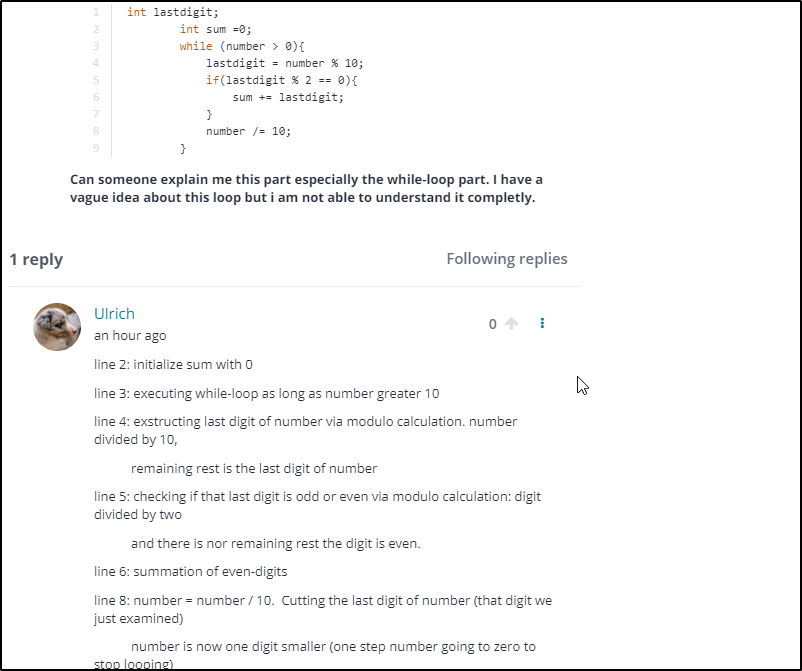 1 int lastdigit;
2 int sum =0;
3 while (number > 0){
4 lastdigit = number % 10;
5 if(lastdigit % 2 == 0){
6 sum += lastdigit;
7 }
8 number /= 10;
9 }
Can someone explain me this part especially the while-loop part. I have a
vague idea about this loop but i am not able to understand it completly.
1 reply Following replies
Ulrich
0
an hour ago
line 2: initialize sum with 0
line 3: executing while-loop as long as number greater 10
line 4: exstructing last digit of number via modulo calculation. number
divided by 10,
remaining rest is the last digit of number
line 5: checking if that last digit is odd or even via modulo calculation: digit
divided by two
and there is nor remaining rest the digit is even.
line 6: summation of even-digits
line 8: number = number / 10. Cutting the last digit of number (that digit we
just examined)
number is now one digit smaller (one step number going to zero to
stop looping)